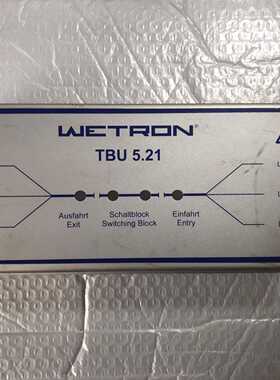 WETRON®
TBU 5.21
Ausfahrt Schaltblock Einfahrt
Exit Switching Block Entry